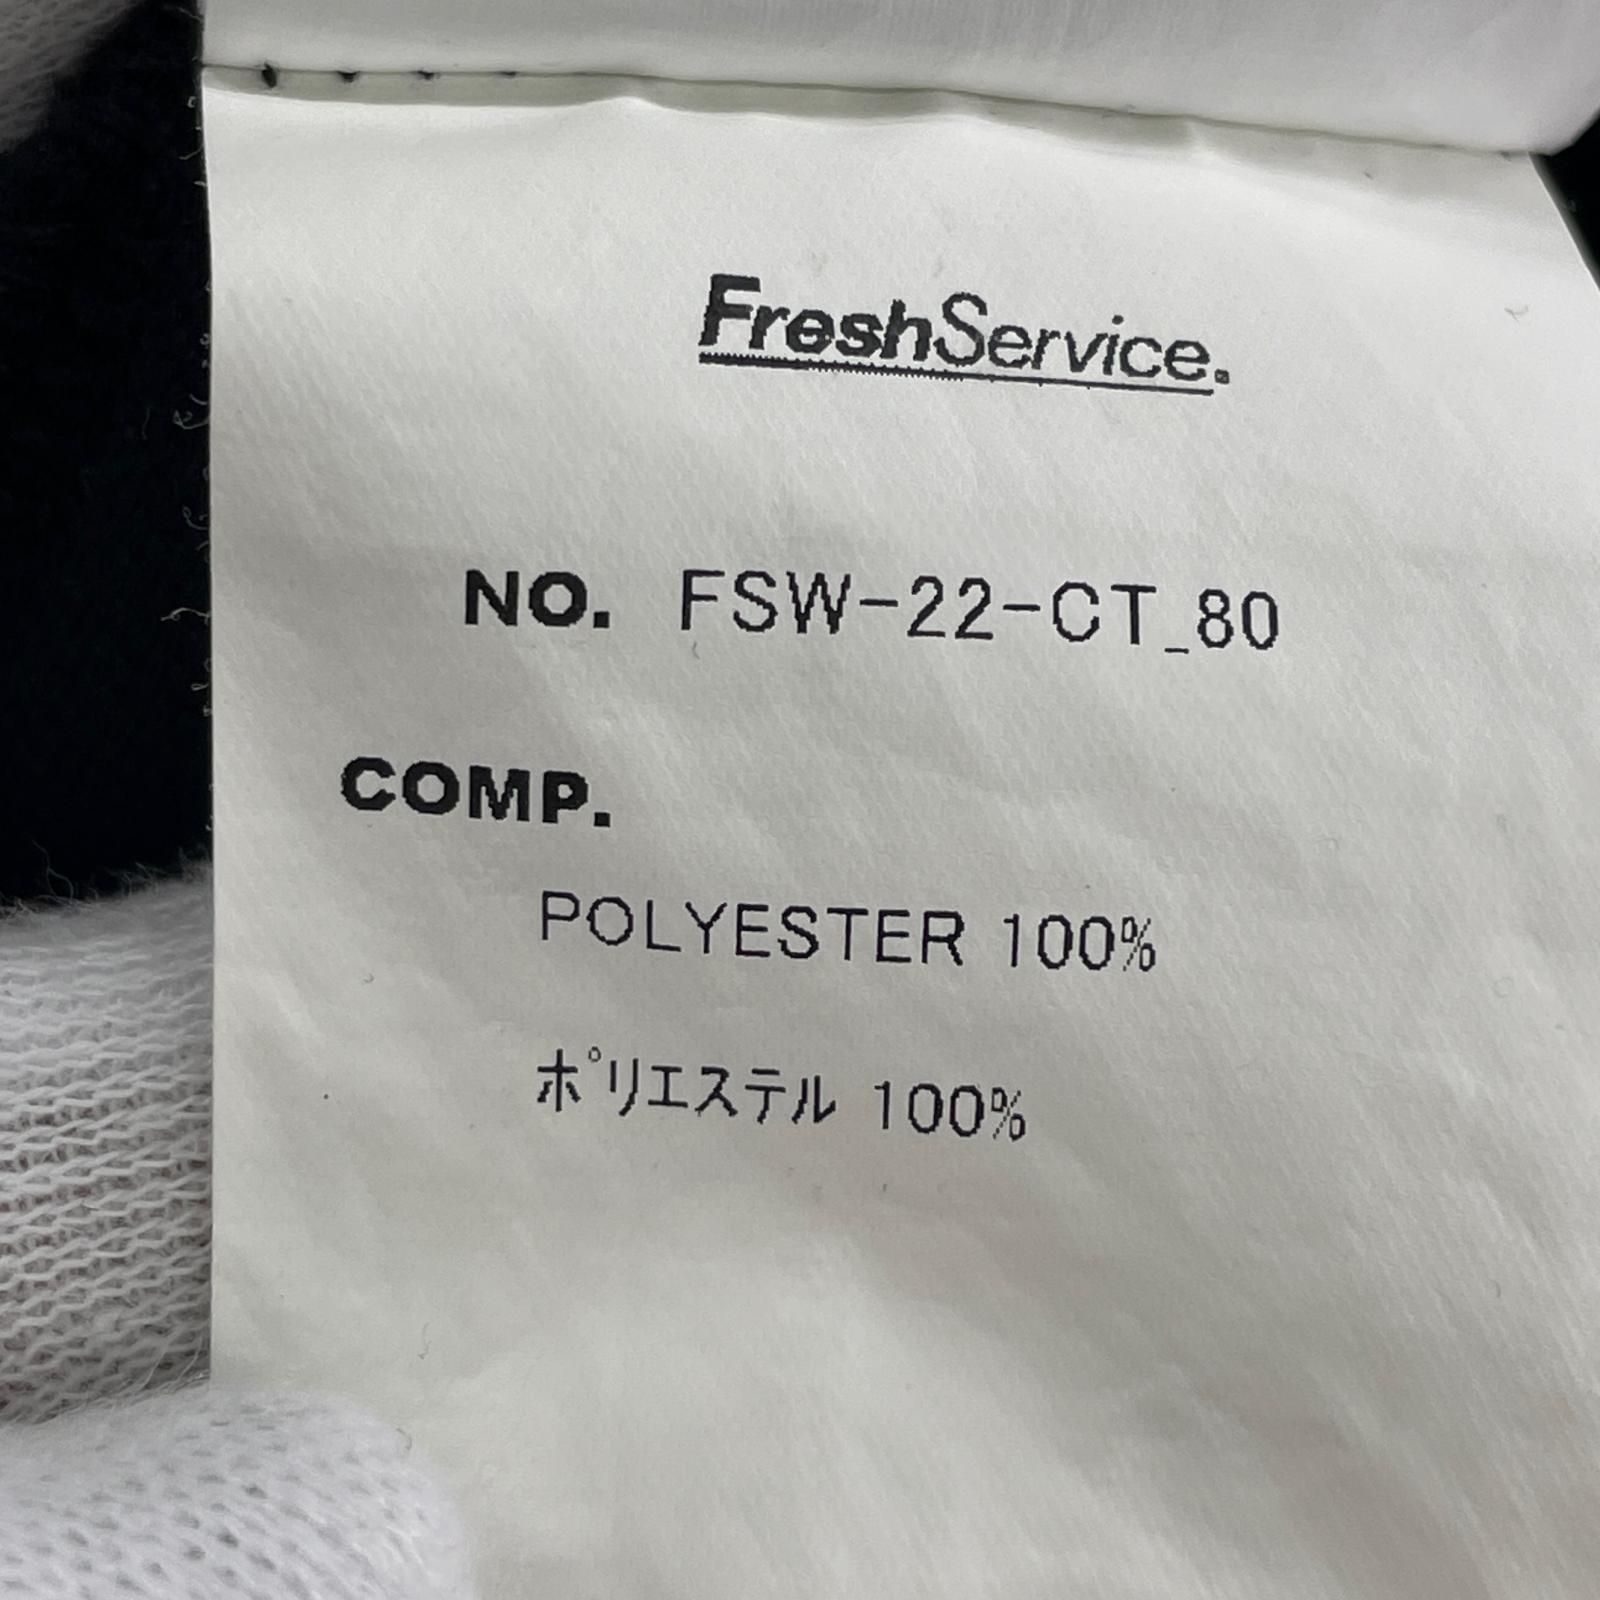 FreshService.
NO. FSW-22-CT_80
COMP.
POLYESTER 100%
ポリエステル 100%